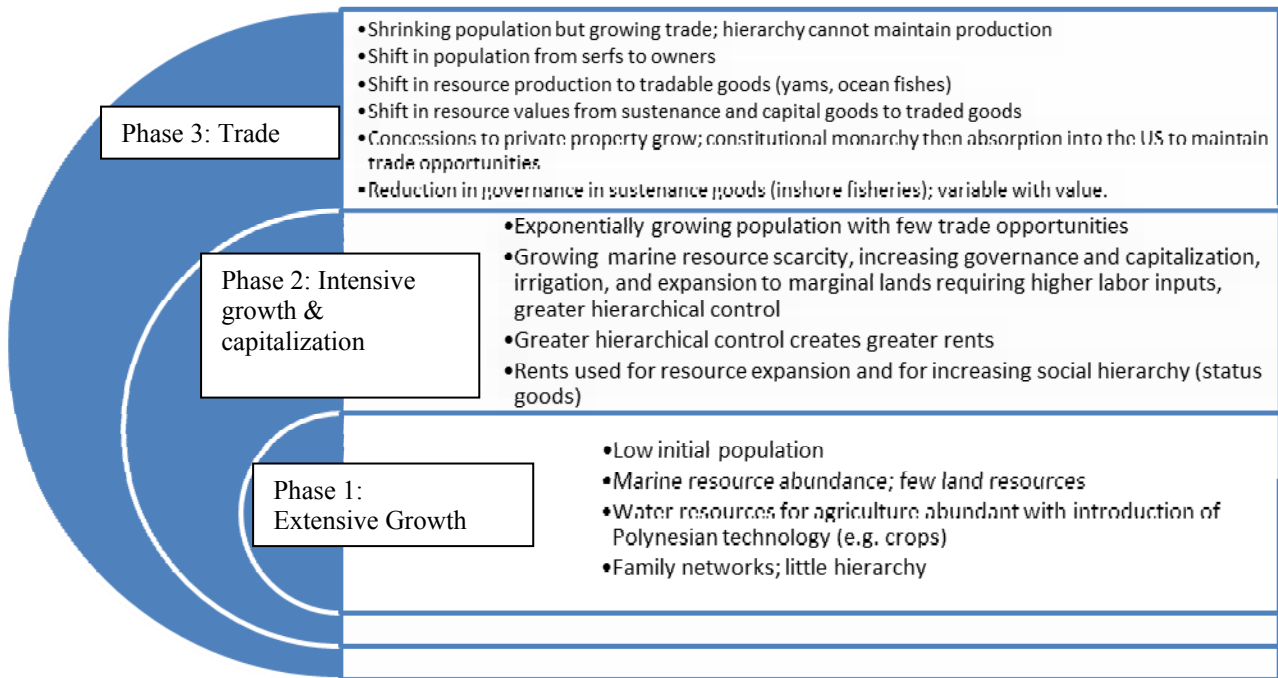 •Shrinking population but growing trade; hierarchy cannot maintain production
•Shift in population from serfs to owners
•Shift in resource production to tradable goods (yams, ocean fishes)
•Shift in resource values from sustenance and capital goods to traded goods
Phase 3: Trade
•Concessions to private property grow; constitutional monarchy then absorption into the US to maintain
trade opportunities
•Reduction in governance in sustenance goods (inshore fisheries); variable with value.
Phase 2: Intensive
growth &
capitalization
•Exponentially growing population with few trade opportunities
•Growing marine resource scarcity, increasing governance and capitalization,
irrigation, and expansion to marginal lands requiring higher labor inputs,
greater hierarchical control
•Greater hierarchical control creates greater rents
•Rents used for resource expansion and for increasing social hierarchy (status
goods)
Phase 1:
Extensive Growth
•Low initial population
•Marine resource abundance; few land resources
•Water resources for agriculture abundant with introduction of
Polynesian technology (e.g. crops)
•Family networks; little hierarchy